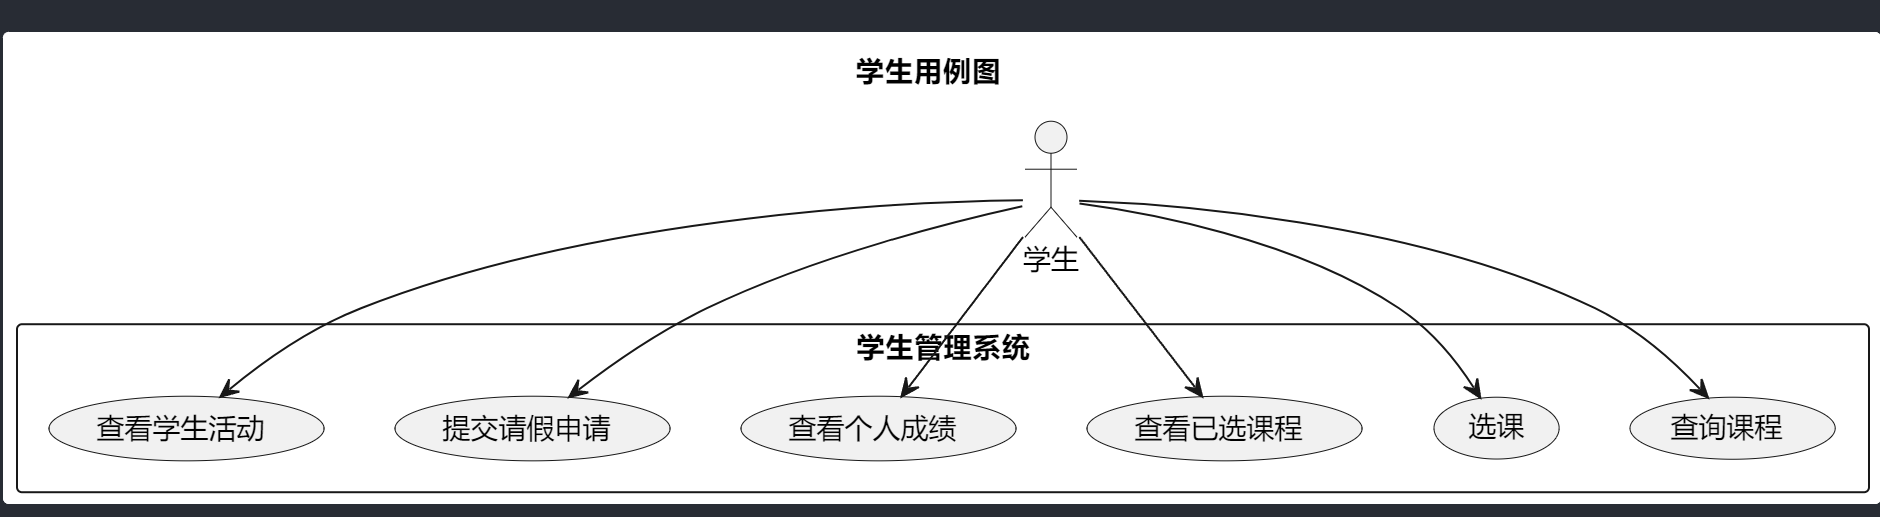 学生用例图
学生
学生管理系统
查看学生活动
提交请假申请
查看个人成绩
查看已选课程
选课
查询课程